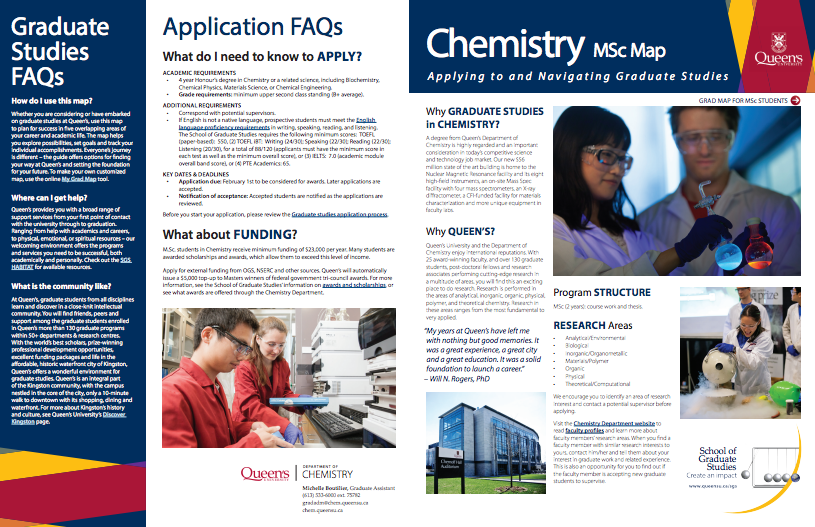 Graduate
Studies
FAQs
How do I use this map?
Whether you are considering or have embarked
on graduate studies at Queen's, use this map
to plan for success in five overlapping areas of
your career and academic life. The map helps
you explore possibilities, set goals and track your
individual accomplishments. Everyone's journey
is different – the guide offers options for finding
your way at Queen's and setting the foundation
for your future. To make your own customized
map, use the online My Grad Map tool.
Where can I get help?
Queen's provides you with a broad range of
support services from your first point of contact
with the university through to graduation.
Ranging from help with academics and careers,
to physical, emotional, or spiritual resources – our
welcoming environment offers the programs
and services you need to be successful, both
academically and personally. Check out the SGS
HABITAT for available resources.
What is the community like?
At Queen's, graduate students from all disciplines
learn and discover in a close-knit intellectual
community. You will find friends, peers and
support among the graduate students enrolled
in Queen's more than 130 graduate programs
within 50+ departments & research centres.
With the world's best scholars, prize-winning
professional development opportunities,
excellent funding packages and life in the
affordable, historic waterfront city of Kingston,
Queen's offers a wonderful environment for
graduate studies. Queen's is an integral part
of the Kingston community, with the campus
nestled in the core of the city, only a 10-minute
walk to downtown with its shopping, dining and
waterfront. For more about Kingston's history
and culture, see Queen's University's Discover
Kingston page.
Application FAQs
What do I need to know to APPLY?
ACADEMIC REQUIREMENTS
• 4 year Honour's degree in Chemistry or a related science, including Biochemistry,
Chemical Physics, Materials Science, or Chemical Engineering.
• Grade requirements: minimum upper second class standing (B+ average).
ADDITIONAL REQUIREMENTS
• Correspond with potential supervisors.
• If English is not a native language, prospective students must meet the English
language proficiency requirements in writing, speaking, reading, and listening.
The School of Graduate Studies requires the following minimum scores: TOEFL
(paper-based): 550, (2) TOEFL iBT: Writing (24/30); Speaking (22/30); Reading (22/30);
Listening (20/30), for a total of 88/120 (applicants must have the minimum score in
each test as well as the minimum overall score), or (3) IELTS: 7.0 (academic module
overall band score), or (4) PTE Academics: 65.
KEY DATES & DEADLINES
• Application due: February 1st to be considered for awards. Later applications are
accepted.
• Notification of acceptance: Accepted students are notified as the applications are
reviewed.
Before you start your application, please review the Graduate studies application process.
What about FUNDING?
M.Sc. students in Chemistry receive minimum funding of $23,000 per year. Many students are
awarded scholarships and awards, which allow them to exceed this level of income.
Apply for external funding from OGS, NSERC and other sources. Queen's will automatically
issue a $5,000 top-up to Masters winners of federal government tri-council awards. For more
information, see the School of Graduate Studies' information on awards and scholarships, or
see what awards are offered through the Chemistry Department.
Queen's
UNIVERSITY
DEPARTMENT OF
CHEMISTRY
Michelle Boutilier, Graduate Assistant
(613) 533-6000 ext. 75782
gradadm@chem.queensu.ca
chem.queensu.ca
Chemistry MSc Map
Applying to and Navigating Graduate Studies
Queen's
UNIVERSITY
GRAD MAP FOR MSc STUDENTS
Why GRADUATE STUDIES
in CHEMISTRY?
A degree from Queen's Department of
Chemistry is highly regarded and an important
consideration in today's competitive science
and technology job market. Our new $56
million state of the art building is home to the
Nuclear Magnetic Resonance facility and its eight
high-field instruments, an on-site Mass Spec
facility with four mass spectrometers, an X-ray
diffractometer, a CFI-funded facility for materials
characterization and more unique equipment in
faculty labs.
Why QUEEN'S?
Queen's University and the Department of
Chemistry enjoy international reputations. With
25 award-winning faculty, and over 130 graduate
students, post-doctoral fellows and research
associates performing cutting-edge research in
a multitude of areas, you will find this an exciting
place to do research. Research is performed in
the areas of analytical, inorganic, organic, physical,
polymer, and theoretical chemistry. Research in
these areas ranges from the most fundamental to
very applied.
"My years at Queen's have left me
with nothing but good memories. It
was a great experience, a great city
and a great education. It was a solid
foundation to launch a career."
– Will N. Rogers, PhD
Chernoff Hall
Auditorium
Program STRUCTURE
MSc (2 years): course work and thesis.
RESEARCH Areas
• Analytical/Environmental
• Biological
• Inorganic/Organometallic
• Materials/Polymer
• Organic
• Physical
• Theoretical/Computational
We encourage you to identify an area of research
interest and contact a potential supervisor before
applying.
Visit the Chemistry Department website to
read faculty profiles and learn more about
faculty members' research areas. When you find a
faculty member with similar research interests to
yours, contact him/her and tell them about your
interest in graduate work and related experience.
This is also an opportunity for you to find out if
the faculty member is accepting new graduate
students to supervise.
School of
Graduate
Studies
Create an impact
www.queensu.ca/sgs